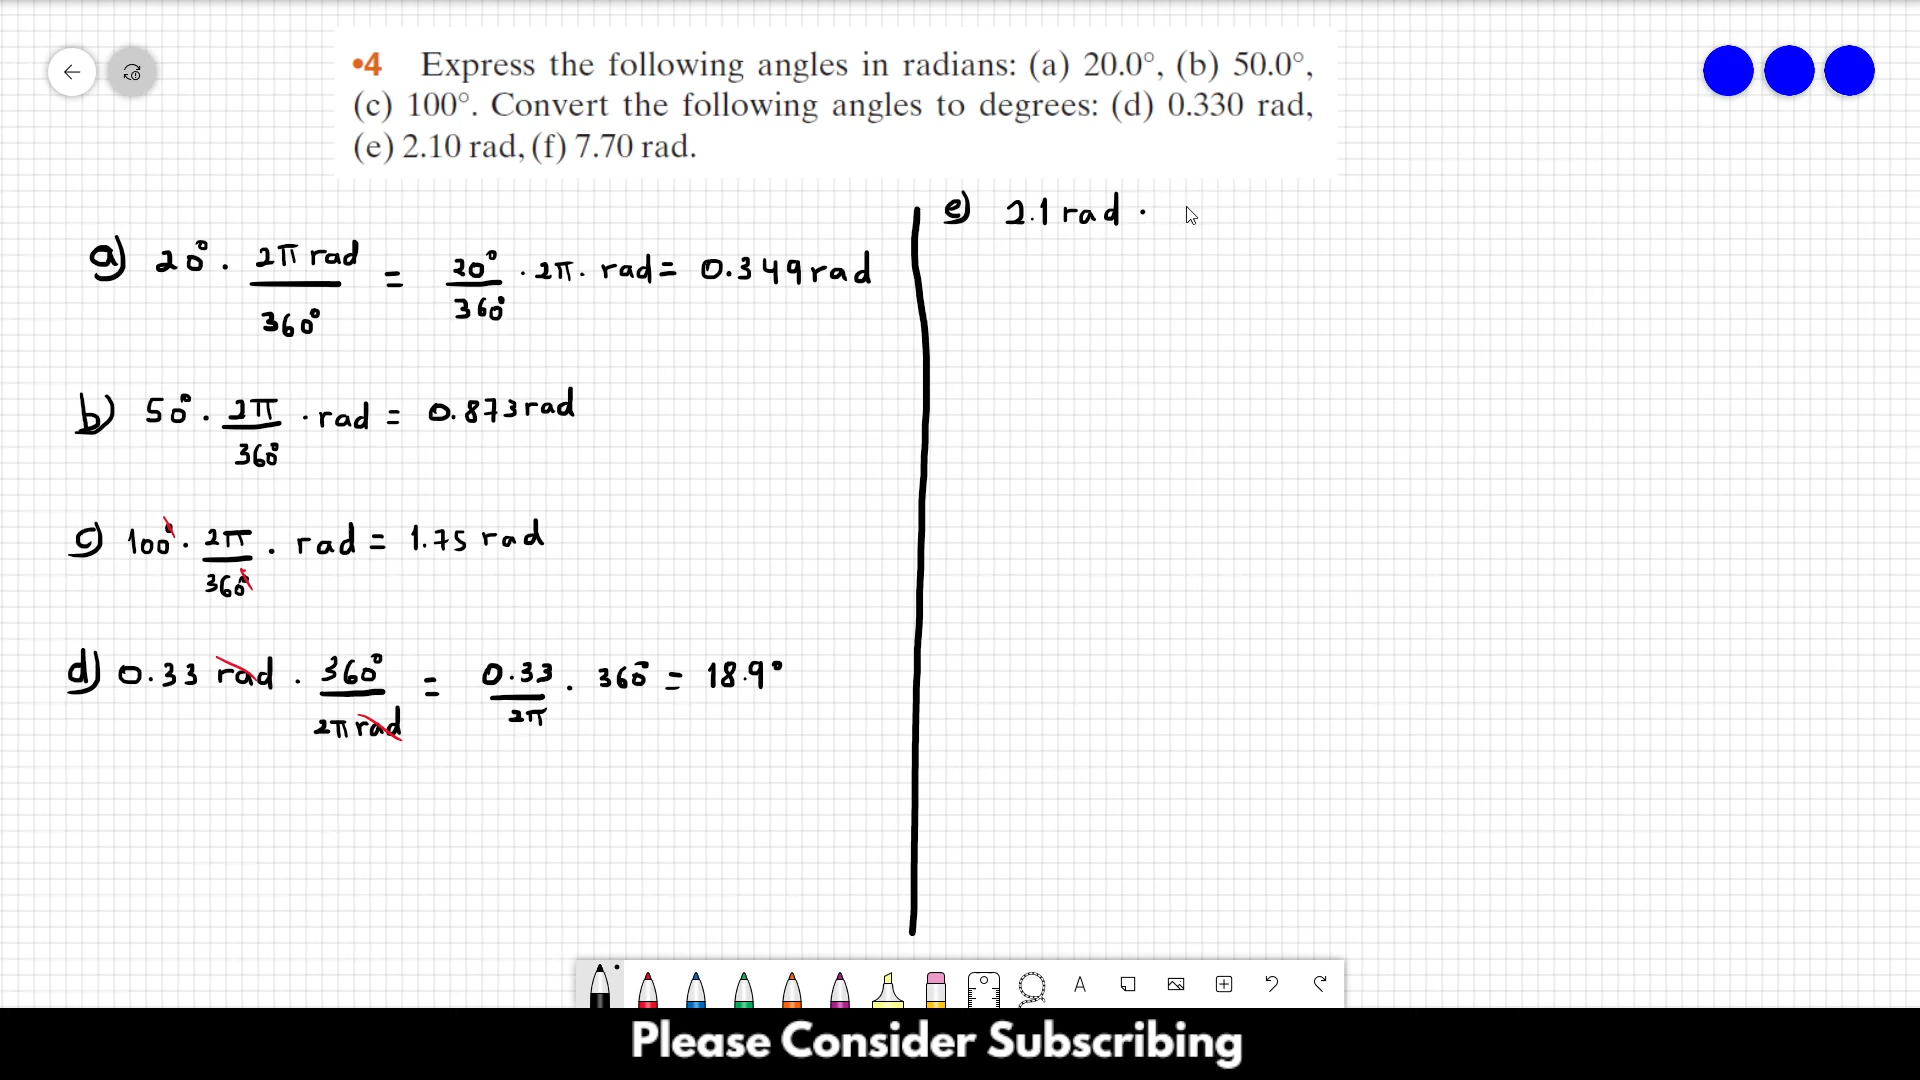 •4 Express the following angles in radians: (a) 20.0°, (b) 50.0°,
(c) 100°. Convert the following angles to degrees: (d) 0.330 rad,
(e) 2.10 rad, (f) 7.70 rad.
a) 20° · 2π rad / 360° = 20° / 360° · 2π · rad = 0.349 rad
b) 50° · 2π / 360° · rad = 0.873 rad
c) 100° · 2π / 360° · rad = 1.75 rad
d) 0.33 rad · 360° / 2π rad = 0.33 / 2π · 360° = 18.9°
e) 2.1 rad ·
A
Please Consider Subscribing